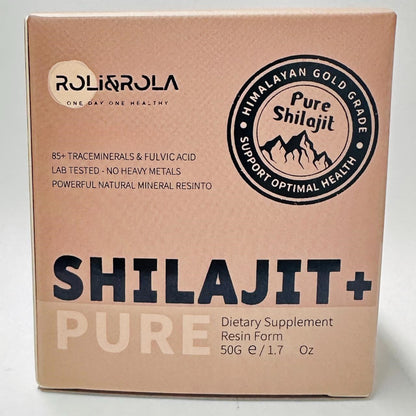 ROLI&ROLA
ONE DAY ONE HEALTHY
HIMALAYAN GOLD GRADE
Pure
Shilajit
SUPPORT OPTIMAL HEALTH
85+ TRACEMINERALS & FULVIC ACID
LAB TESTED - NO HEAVY METALS
POWERFUL NATURAL MINERAL RESINTO
SHILAJIT+
PURE
Dietary Supplement
Resin Form
50G ℮/1.7 Oz